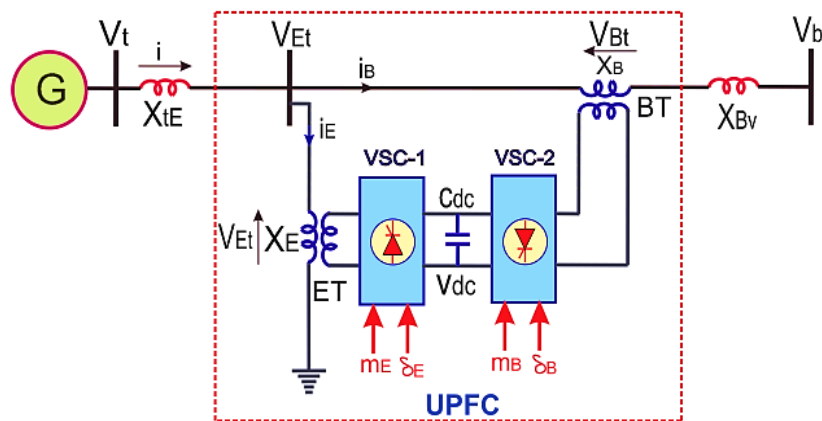 Vt
i
VEt
VBt
Vb
G
iB
XB
XtE
BT
XBv
iE
VSC-1
VSC-2
VEt
XE
Cdc
ET
Vdc
mE
δE
mB
δB
UPFC